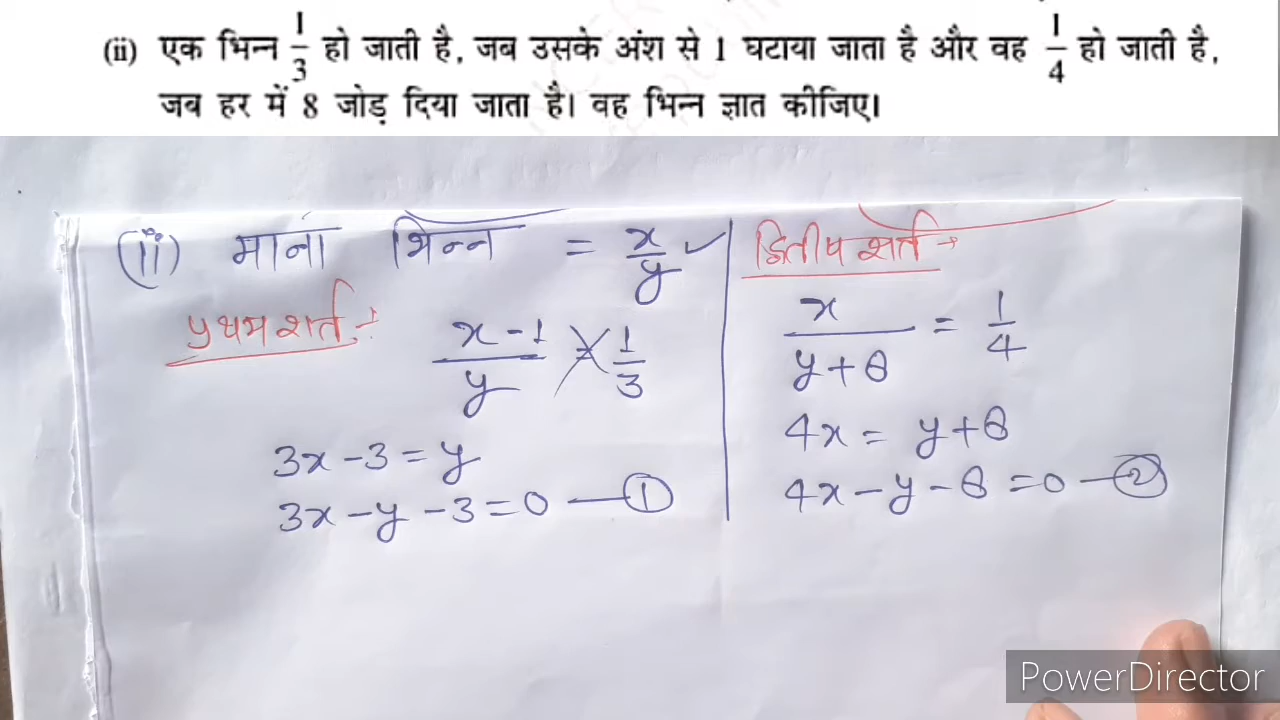 (ii) एक भिन्न 1/3 हो जाती है, जब उसके अंश से 1 घटाया जाता है और वह 1/4 हो जाती है,
जब हर में 8 जोड़ दिया जाता है। वह भिन्न ज्ञात कीजिए।
(ii) माना भिन्न = x/y ✓
प्रथम शर्त →
(x-1)/y = 1/3
3x - 3 = y
3x - y - 3 = 0 — ①
द्वितीय शर्त →
x/(y+8) = 1/4
4x = y+8
4x - y - 8 = 0 — ②
PowerDirector